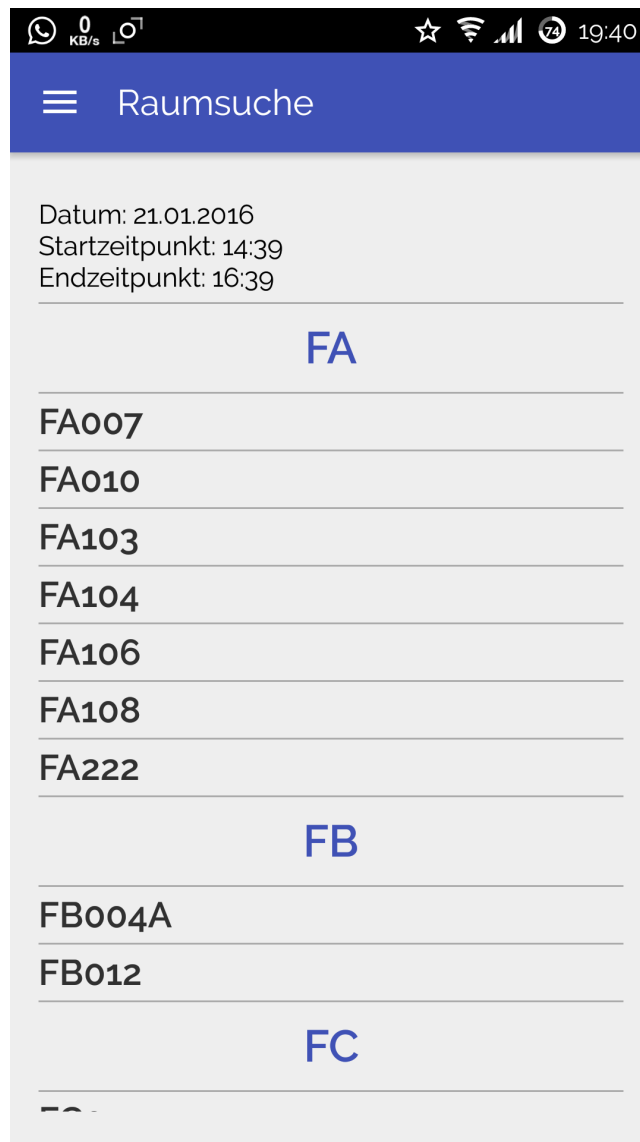 0
KB/s
74
19:40
Raumsuche
Datum: 21.01.2016
Startzeitpunkt: 14:39
Endzeitpunkt: 16:39
FA
FA007
FA010
FA103
FA104
FA106
FA108
FA222
FB
FB004A
FB012
FC